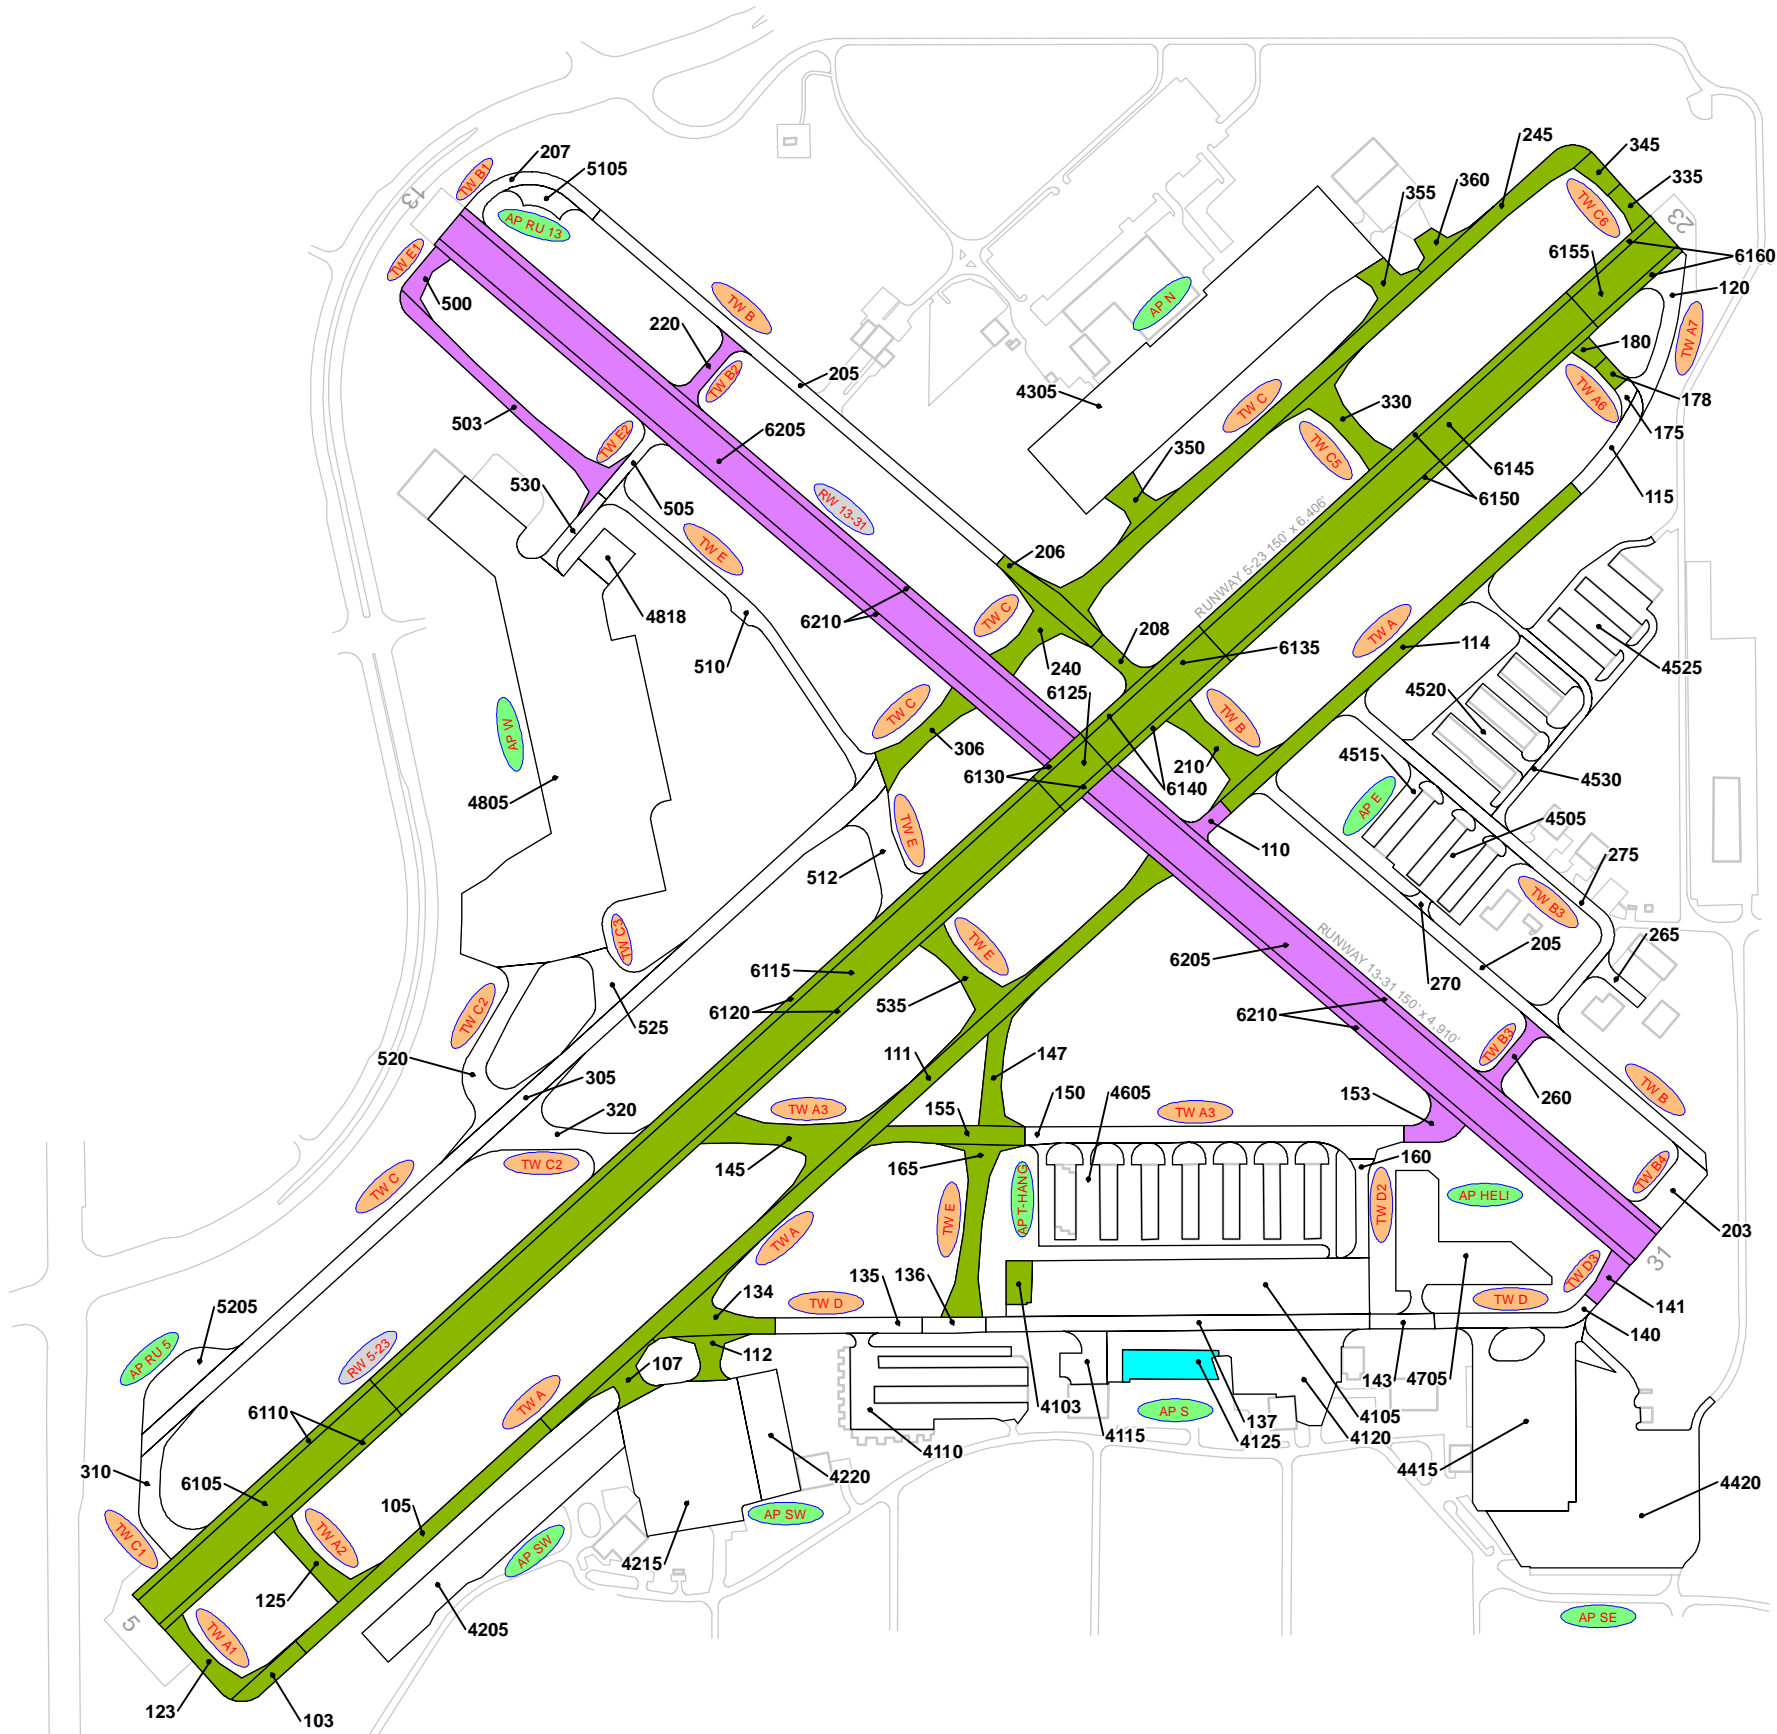 207
5105
TW B1
13
AP RU 13
TW E1
500
TW B
220
TW B2
205
503
TW E2
6205
530
505
RW 13-31
TW E
4818
510
6210
206
TW C
240
208
6125
AP W
4805
TW C
306
6130
6140
210
TW B
6135
245
345
360
335
355
TW C6
23
6155
6160
120
AP N
180
TW A7
4305
TW C
330
TW A6
178
175
TW C5
350
6145
6150
115
RUNWAY 5-23 150' x 6,406'
TW A
114
4525
4520
4515
4530
AP E
4505
110
275
TW B3
TW E
512
TW C3
6115
6120
TW E
535
RUNWAY 13-31 150' x 4,910'
6205
205
265
270
6210
TW C2
525
520
305
320
111
147
TW B3
260
TW B
TW A3
155
150
4605
TW A3
153
TW C2
145
165
160
TW C
AP T-HANG
TW D2
AP HELI
TW B4
TW E
TW A
203
31
135
136
TW D3
134
TW D
TW D
141
5205
140
AP RU 5
RW 5-23
107
112
143
4705
4103
137
4105
6110
TW A
4115
AP S
4125
4120
4110
4415
310
4220
4420
6105
105
AP SW
TW C1
TW A2
AP SW
4215
125
5
TW A1
4205
AP SE
123
103